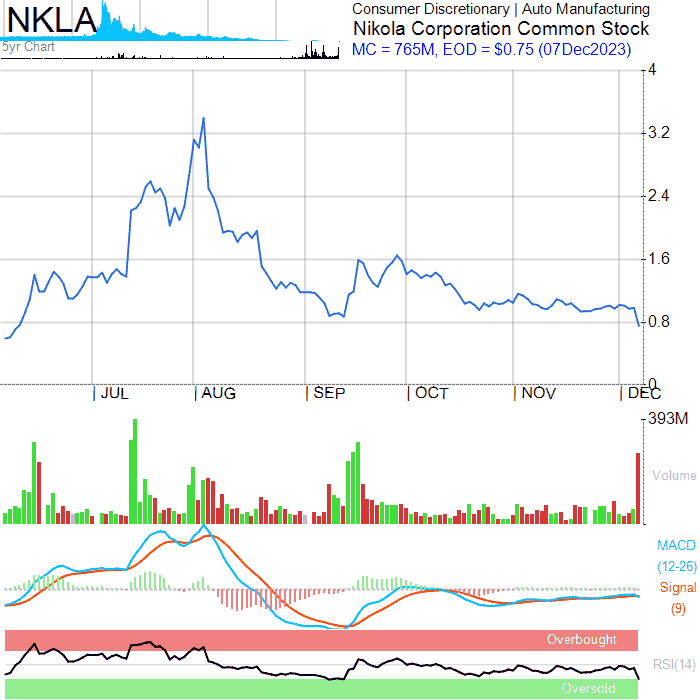 NKLA
5yr Chart
Consumer Discretionary | Auto Manufacturing
Nikola Corporation Common Stock
MC = 765M, EOD = $0.75 (07Dec2023)
4
3.2
2.4
1.6
0.8
0
JUL AUG SEP OCT NOV DEC
393M
Volume
MACD
(12-26)
Signal
(9)
Overbought
RSI(14)
Oversold